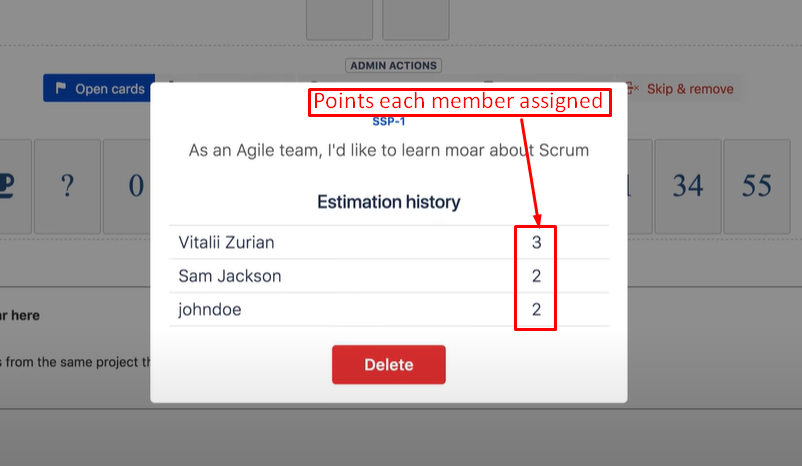 ADMIN ACTIONS
Open cards
Skip & remove
Points each member assigned
SSP-1
As an Agile team, I'd like to learn moar about Scrum
? 0 34 55
Estimation history
Vitalii Zurian 3
Sam Jackson 2
johndoe 2
here
from the same project
Delete